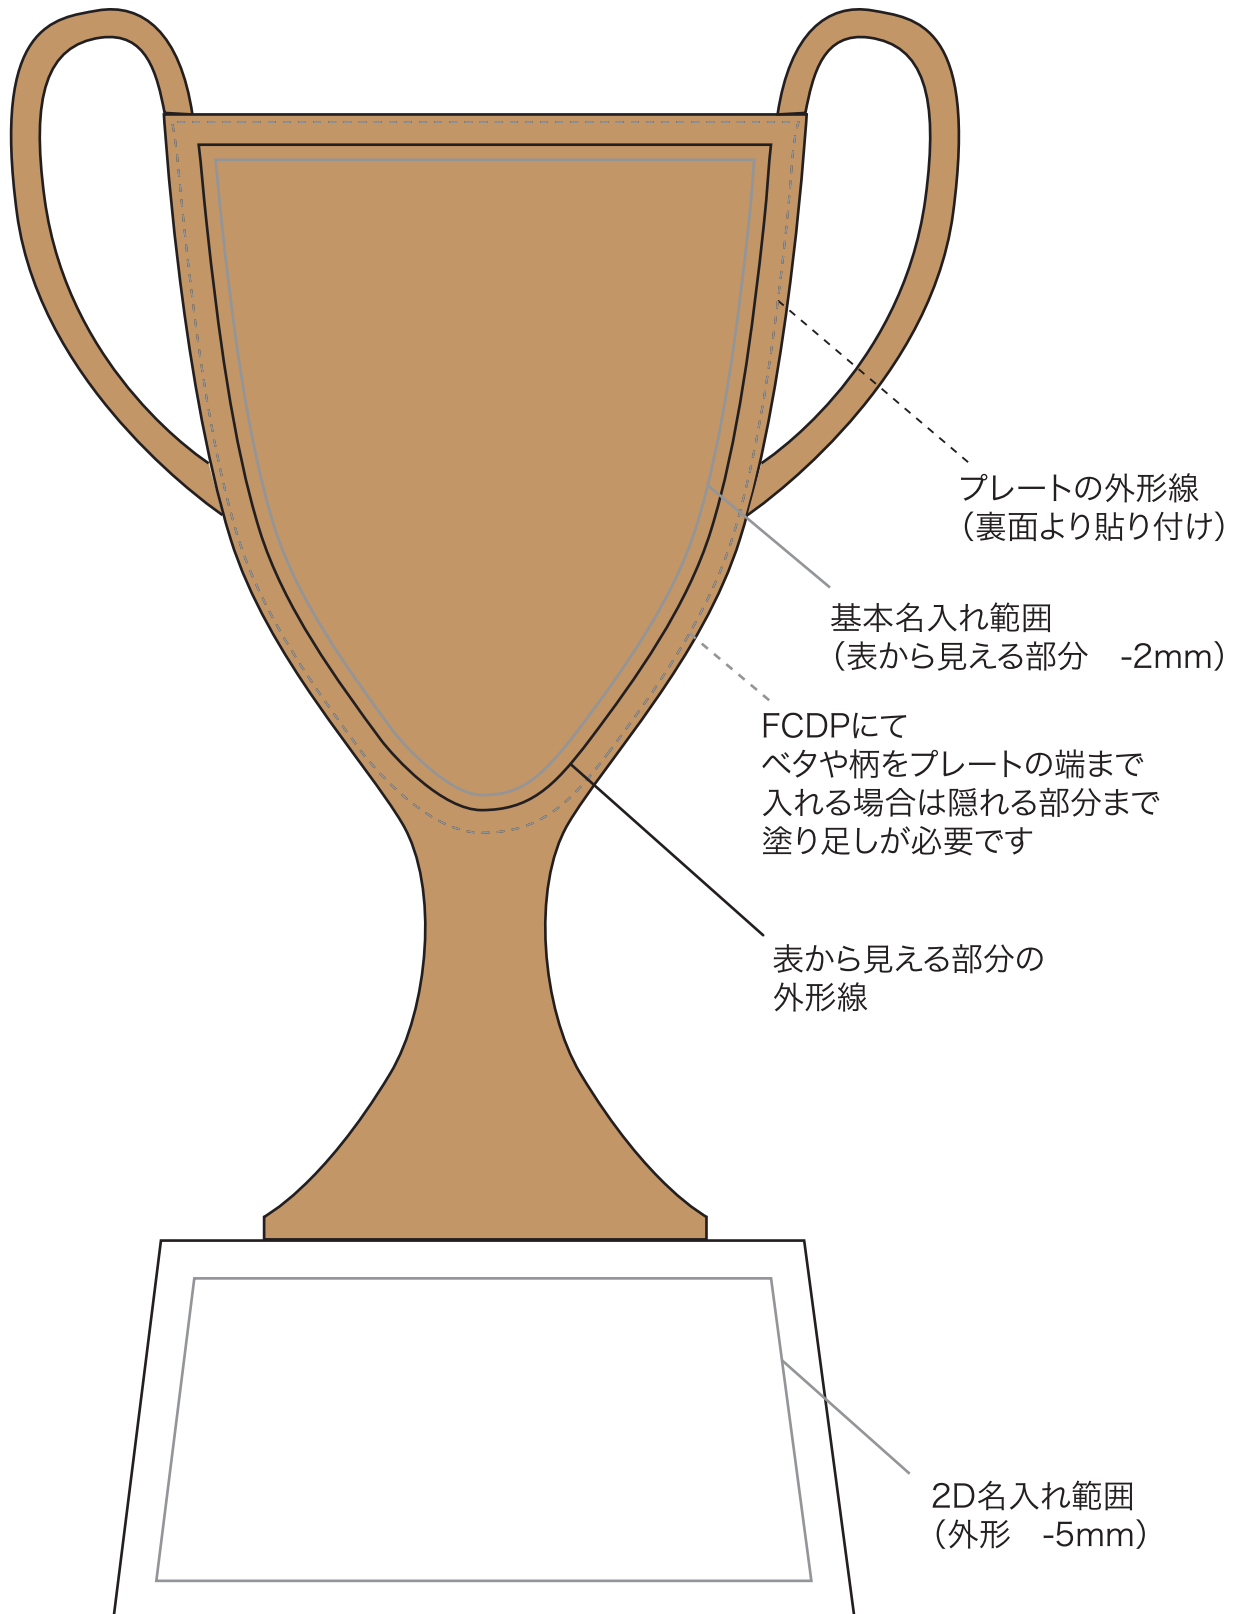 プレートの外形線
（裏面より貼り付け）
基本名入れ範囲
（表から見える部分　-2mm）
FCDPにて
ベタや柄をプレートの端まで
入れる場合は隠れる部分まで
塗り足しが必要です
表から見える部分の
外形線
2D名入れ範囲
（外形　-5mm）